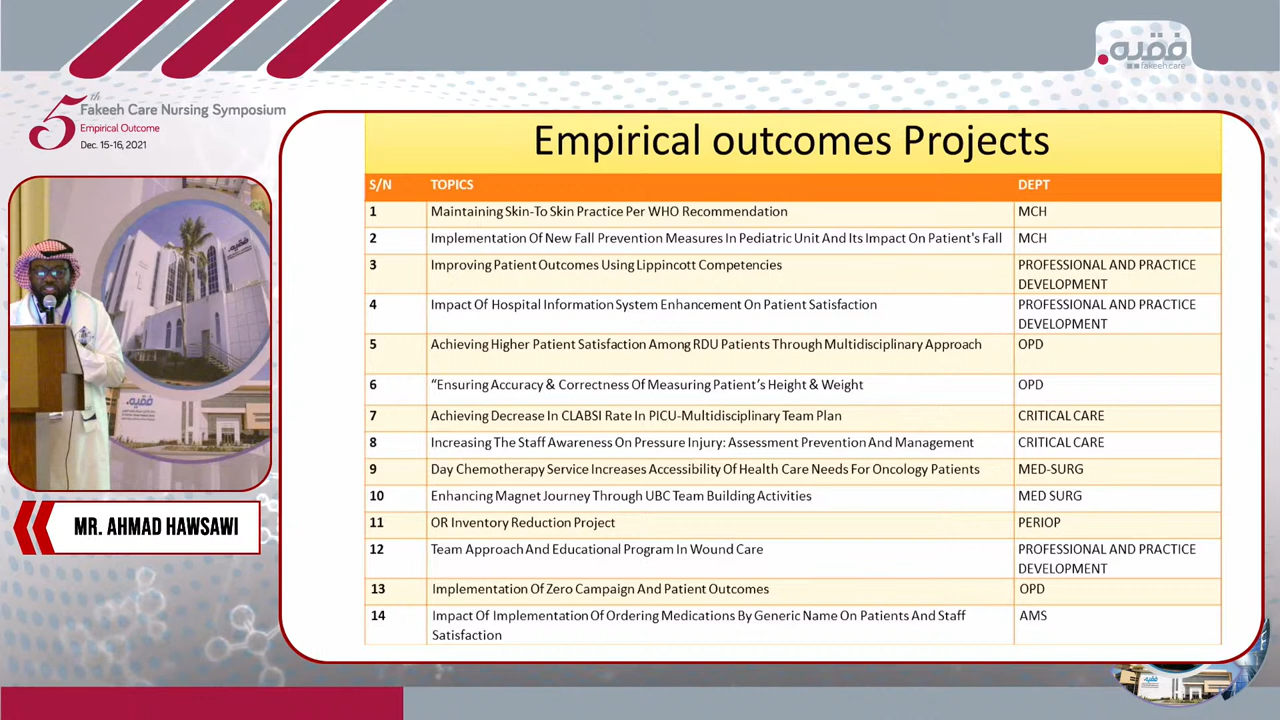 فقيه
fakeeh.care
5th
Fakeeh Care Nursing Symposium
Empirical Outcome
Dec. 15-16, 2021
Empirical outcomes Projects
S/N TOPICS DEPT
1 Maintaining Skin-To Skin Practice Per WHO Recommendation MCH
2 Implementation Of New Fall Prevention Measures In Pediatric Unit And Its Impact On Patient's Fall MCH
3 Improving Patient Outcomes Using Lippincott Competencies PROFESSIONAL AND PRACTICE
DEVELOPMENT
4 Impact Of Hospital Information System Enhancement On Patient Satisfaction PROFESSIONAL AND PRACTICE
DEVELOPMENT
5 Achieving Higher Patient Satisfaction Among RDU Patients Through Multidisciplinary Approach OPD
6 “Ensuring Accuracy & Correctness Of Measuring Patient’s Height & Weight OPD
7 Achieving Decrease In CLABSI Rate In PICU-Multidisciplinary Team Plan CRITICAL CARE
8 Increasing The Staff Awareness On Pressure Injury: Assessment Prevention And Management CRITICAL CARE
9 Day Chemotherapy Service Increases Accessibility Of Health Care Needs For Oncology Patients MED-SURG
10 Enhancing Magnet Journey Through UBC Team Building Activities MED SURG
11 OR Inventory Reduction Project PERIOP
12 Team Approach And Educational Program In Wound Care PROFESSIONAL AND PRACTICE
DEVELOPMENT
13 Implementation Of Zero Campaign And Patient Outcomes OPD
14 Impact Of Implementation Of Ordering Medications By Generic Name On Patients And Staff AMS
Satisfaction
فقيه
MR. AHMAD HAWSAWI